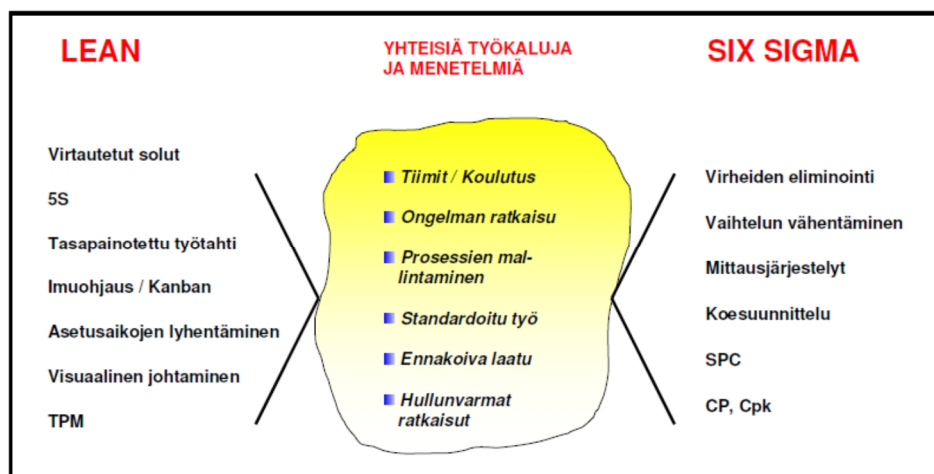 LEAN
Virtautetut solut
5S
Tasapainotettu työtahti
Imuohjaus / Kanban
Asetusaikojen lyhentäminen
Visuaalinen johtaminen
TPM
YHTEISIÄ TYÖKALUJA
JA MENETELMIÄ
Tiimit / Koulutus
Ongelman ratkaisu
Prosessien mal-
lintaminen
Standardoitu työ
Ennakoiva laatu
Hullunvarmat
ratkaisut
SIX SIGMA
Virheiden eliminointi
Vaihtelun vähentäminen
Mittausjärjestelyt
Koesuunnittelu
SPC
CP, Cpk